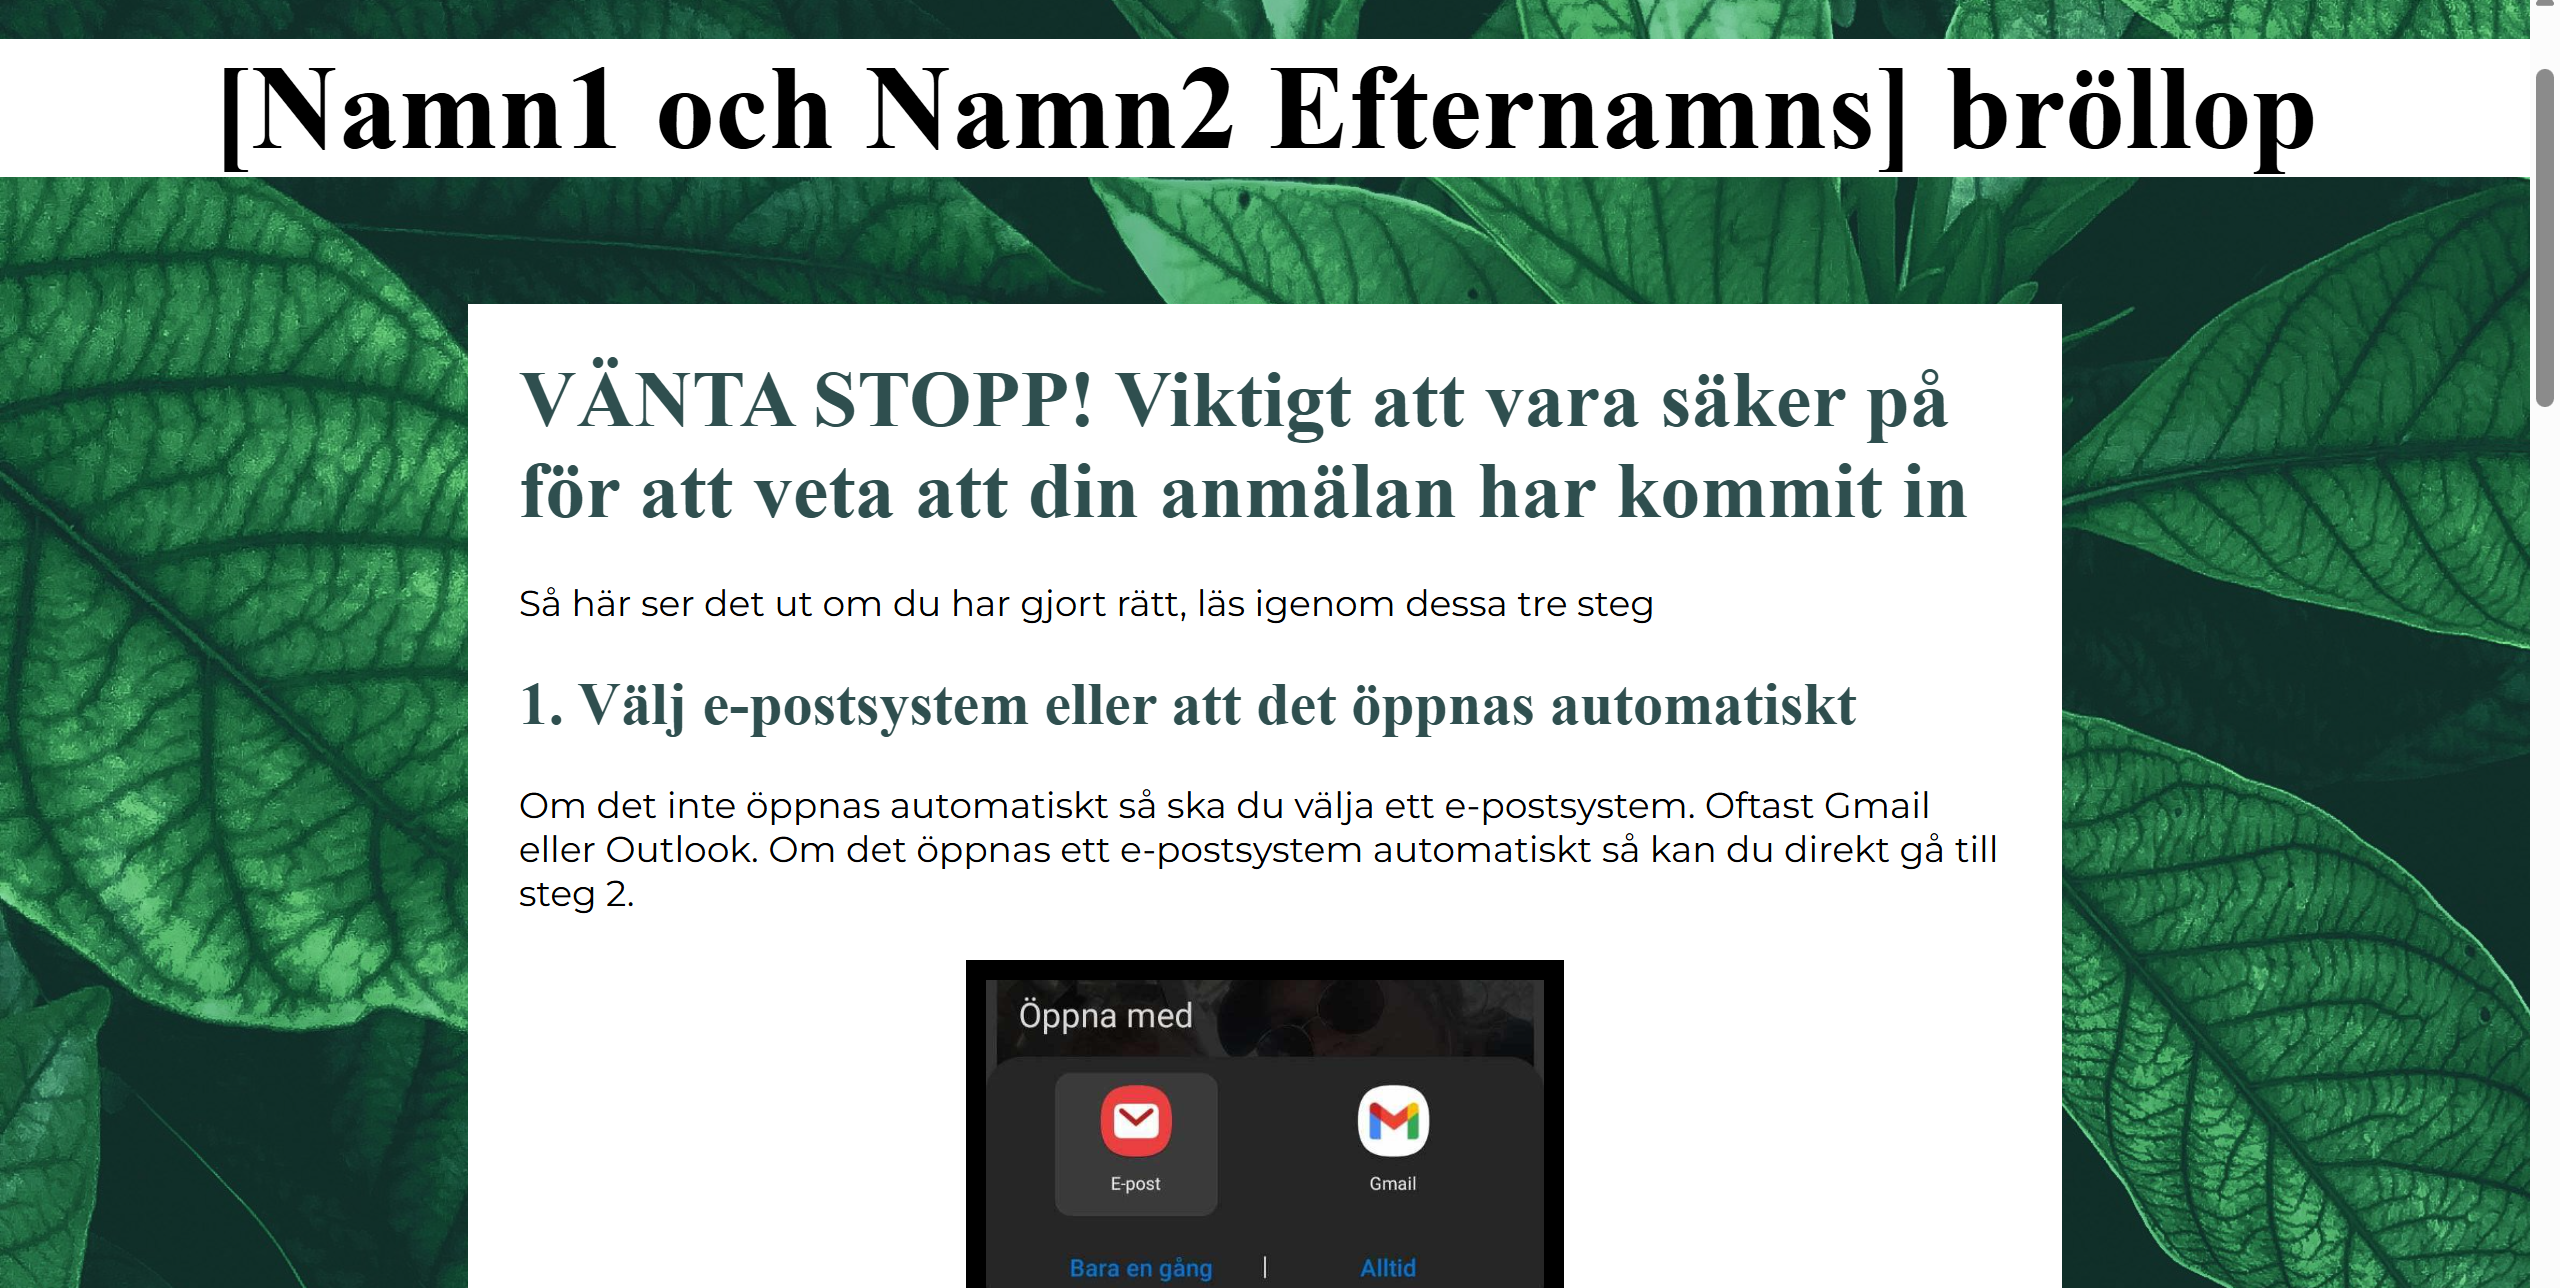 [Namn1 och Namn2 Efternamns] bröllop
VÄNTA STOPP! Viktigt att vara säker på
för att veta att din anmälan har kommit in
Så här ser det ut om du har gjort rätt, läs igenom dessa tre steg
1. Välj e-postsystem eller att det öppnas automatiskt
Om det inte öppnas automatiskt så ska du välja ett e-postsystem. Oftast Gmail
eller Outlook. Om det öppnas ett e-postsystem automatiskt så kan du direkt gå till
steg 2.
Öppna med
E-post Gmail
Bara en gång | Alltid